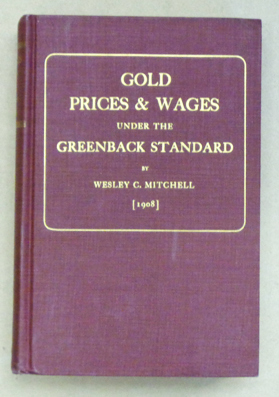 GOLD
PRICES & WAGES
UNDER THE
GREENBACK STANDARD
BY
WESLEY C. MITCHELL
[1908]